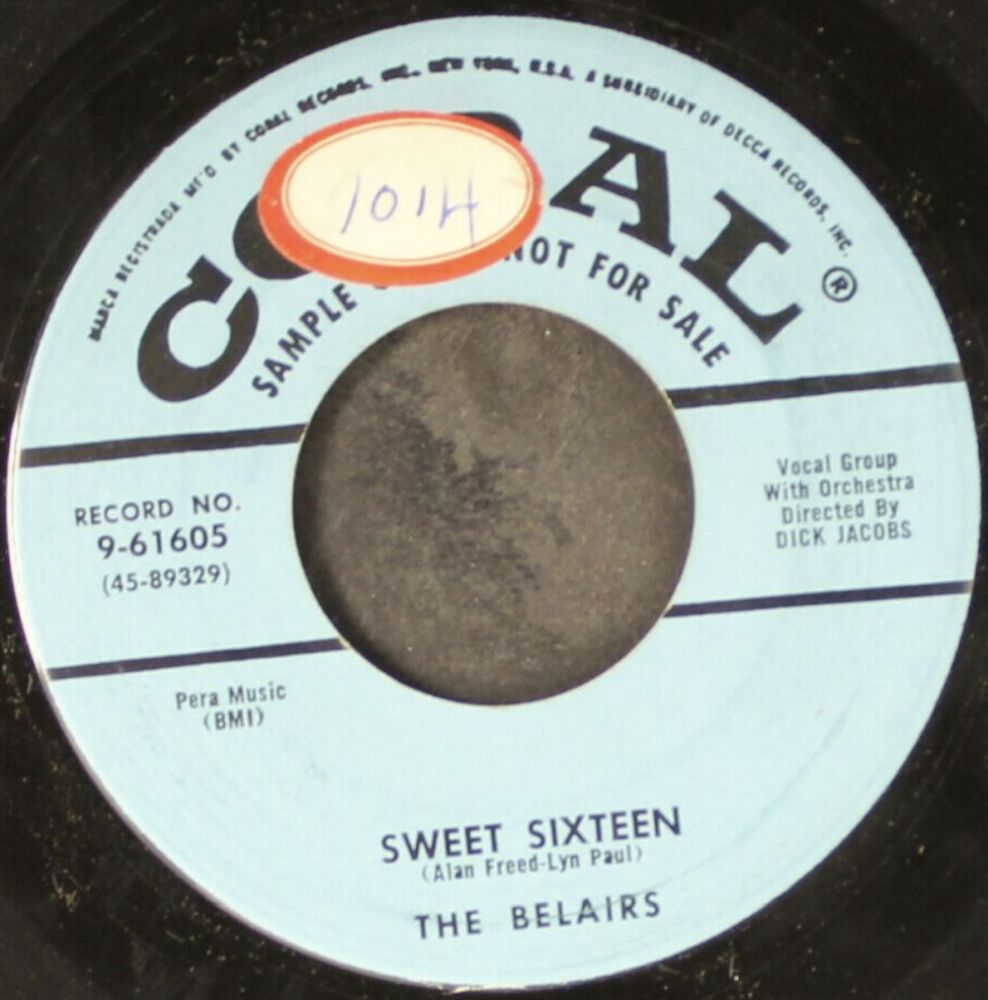 MARCA REGISTRADA MF'D BY CORAL RECORDS, INC., NEW YORK, U.S.A. A SUBSIDIARY OF DECCA RECORDS, INC.
CORAL ®
1014
SAMPLE NOT FOR SALE
RECORD NO.
9-61605
(45-89329)
Vocal Group
With Orchestra
Directed By
DICK JACOBS
Pera Music
(BMI)
SWEET SIXTEEN
(Alan Freed-Lyn Paul)
THE BELAIRS